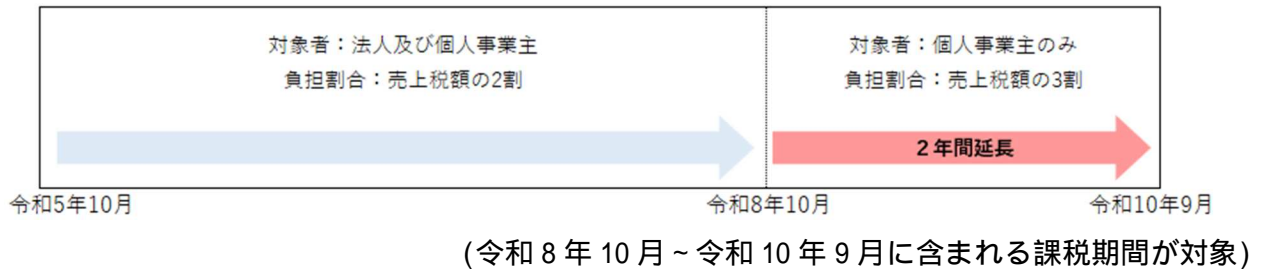 対象者：法人及び個人事業主
負担割合：売上税額の2割
対象者：個人事業主のみ
負担割合：売上税額の3割
２年間延長
令和5年10月
令和8年10月
令和10年9月
(令和 8 年 10 月 ~ 令和 10 年 9 月に含まれる課税期間が対象)